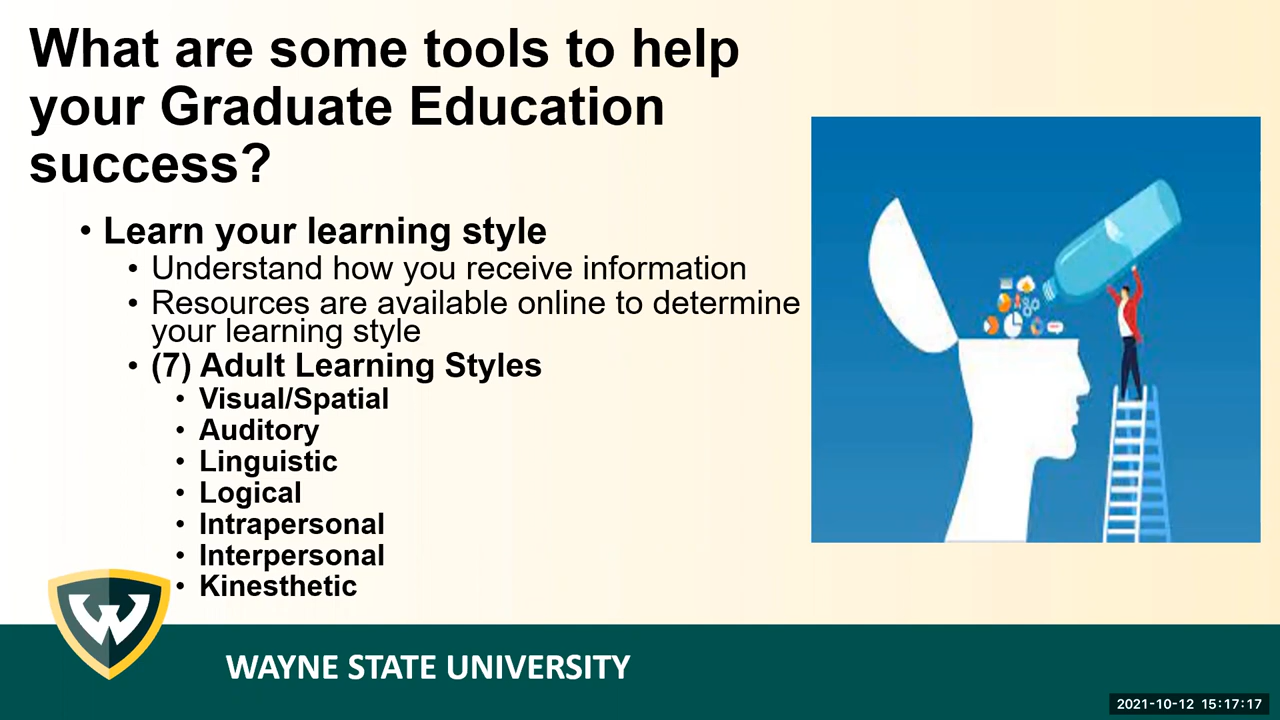 What are some tools to help
your Graduate Education
success?
• Learn your learning style
• Understand how you receive information
• Resources are available online to determine
your learning style
• (7) Adult Learning Styles
• Visual/Spatial
• Auditory
• Linguistic
• Logical
• Intrapersonal
• Interpersonal
• Kinesthetic
W
WAYNE STATE UNIVERSITY
2021-10-12 15:17:17